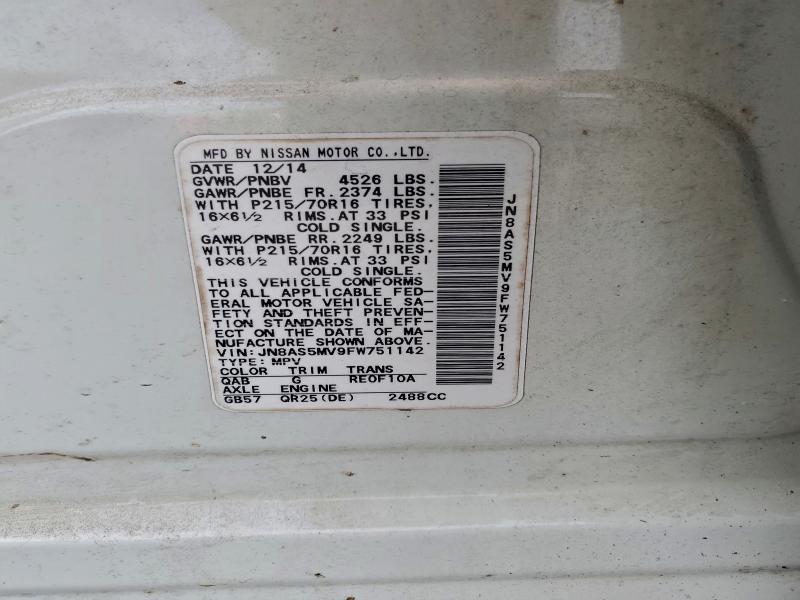 MFD BY NISSAN MOTOR CO.,LTD.
DATE 12/14
GVWR/PNBV 4526 LBS.
GAWR/PNBE FR. 2374 LBS.
WITH P215/70R16 TIRES.
16X6½ RIMS. AT 33 PSI
COLD SINGLE.
GAWR/PNBE RR. 2249 LBS.
WITH P215/70R16 TIRES.
16X6½ RIMS. AT 33 PSI
COLD SINGLE.
THIS VEHICLE CONFORMS
TO ALL APPLICABLE FED-
ERAL MOTOR VEHICLE SA-
FETY AND THEFT PREVEN-
TION STANDARDS IN EFF-
ECT ON THE DATE OF MA-
NUFACTURE SHOWN ABOVE.
VIN: JN8AS5MV9FW751142
TYPE: MPV
COLOR TRIM TRANS
QAB G RE0F10A
AXLE ENGINE
GB57 QR25(DE) 2488CC
JN8AS5MV9FW751142